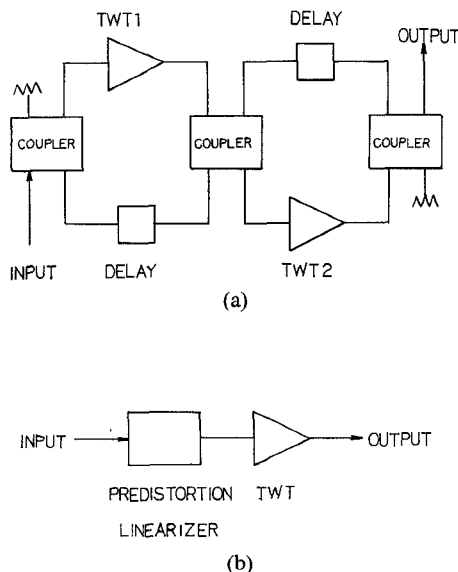 TWT1
DELAY
OUTPUT
COUPLER
COUPLER
COUPLER
INPUT
DELAY
TWT2
(a)
INPUT
OUTPUT
PREDISTORTION
LINEARIZER
TWT
(b)